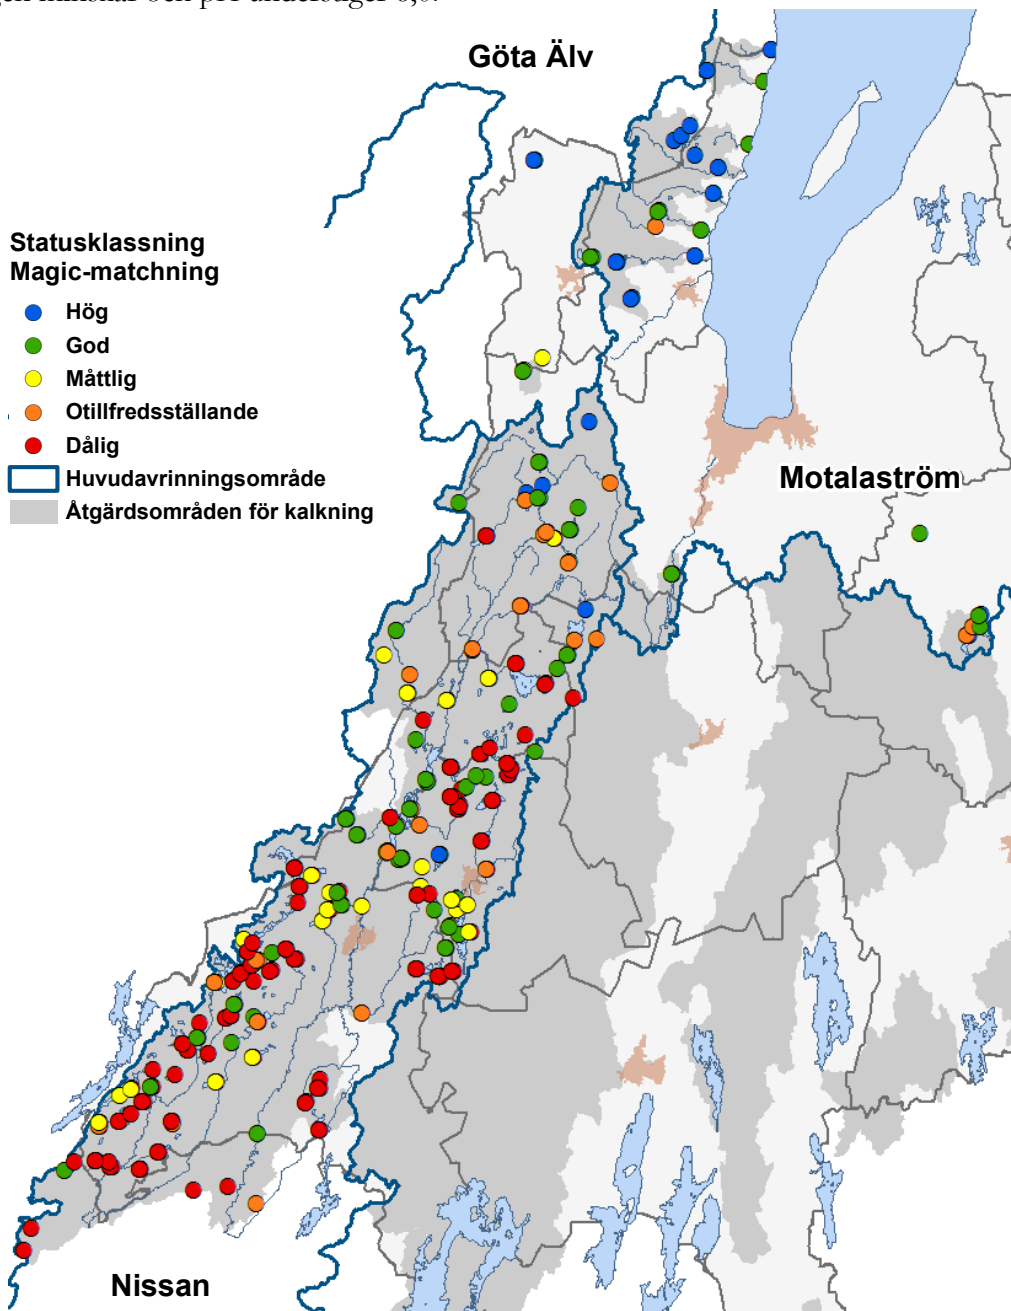 Göta Älv
Statusklassning
Magic-matchning
Hög
God
Måttlig
Otillfredsställande
Dålig
Huvudavrinningsområde
Åtgärdsområden för kalkning
Motalaström
Nissan